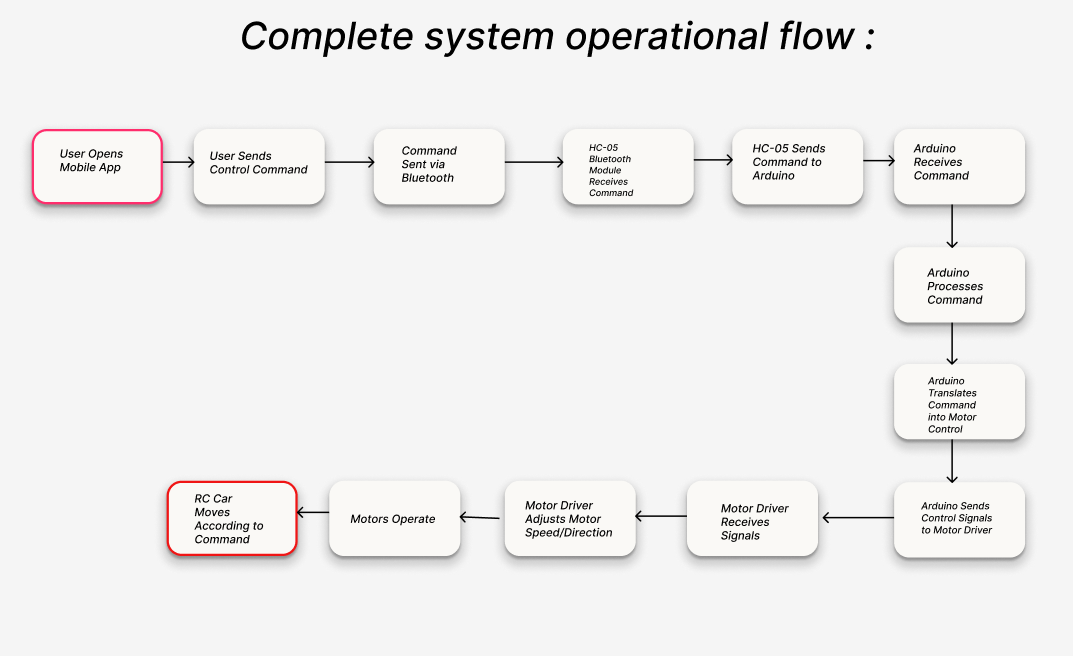 Complete system operational flow :
User Opens
Mobile App
User Sends
Control Command
Command
Sent via
Bluetooth
HC-05
Bluetooth
Module
Receives
Command
HC-05 Sends
Command to
Arduino
Arduino
Receives
Command
Arduino
Processes
Command
Arduino
Translates
Command
into Motor
Control
Arduino Sends
Control Signals
to Motor Driver
Motor Driver
Receives
Signals
Motor Driver
Adjusts Motor
Speed/Direction
Motors Operate
RC Car
Moves
According to
Command